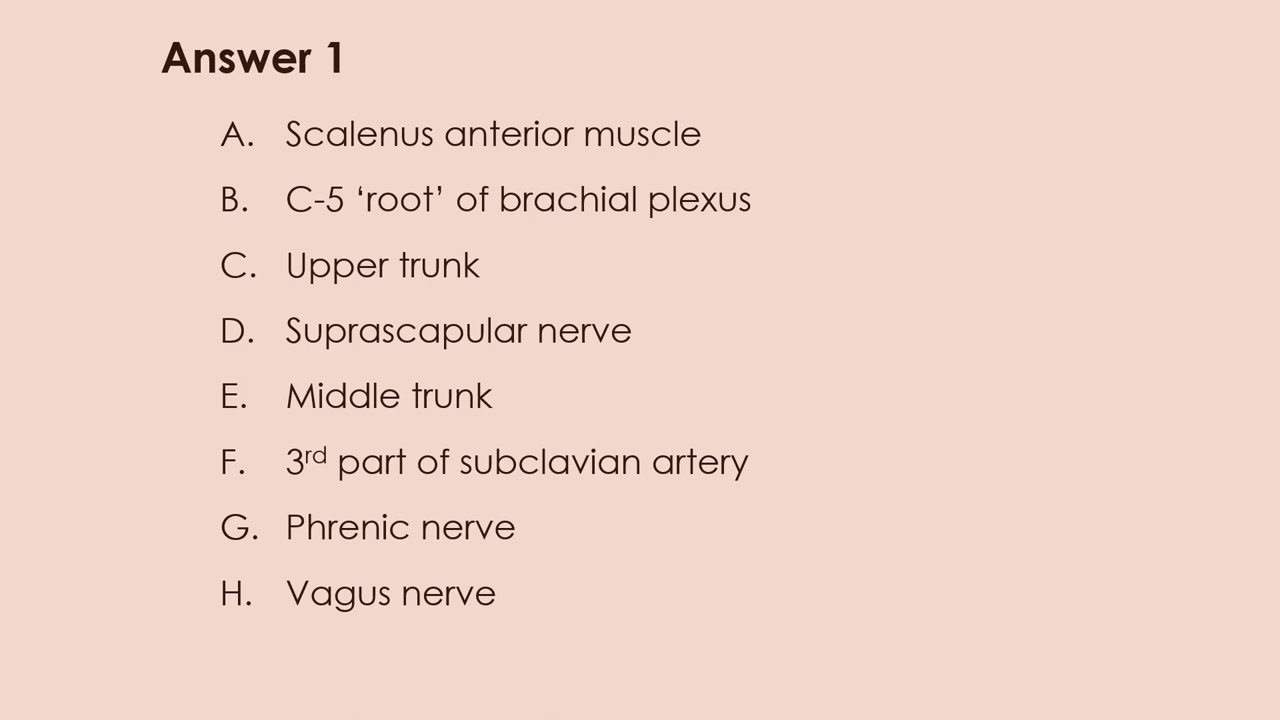 Answer 1
A. Scalenus anterior muscle
B. C-5 ‘root’ of brachial plexus
C. Upper trunk
D. Suprascapular nerve
E. Middle trunk
F. 3rd part of subclavian artery
G. Phrenic nerve
H. Vagus nerve